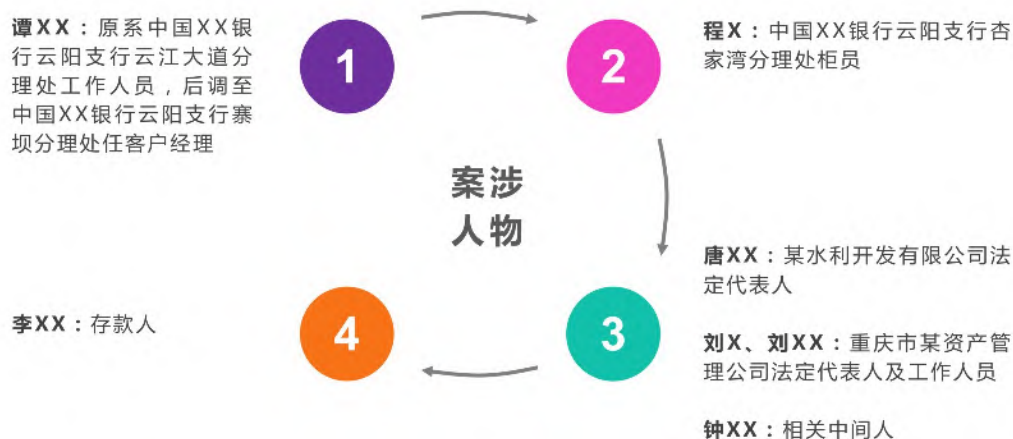 谭XX：原系中国XX银
行云阳支行云江大道分
理处工作人员，后调至
中国XX银行云阳支行寨
坝分理处任客户经理
1
2
程X：中国XX银行云阳支行杏
家湾分理处柜员
案涉
人物
唐XX：某水利开发有限公司法
定代表人
刘X、刘XX：重庆市某资产管
理公司法定代表人及工作人员
钟XX：相关中间人
3
4
李XX：存款人